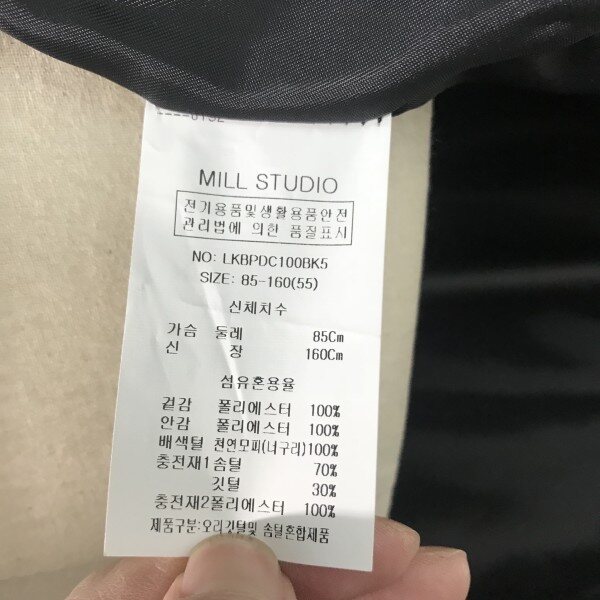 MILL STUDIO
전기용품및생활용품안전
관리법에 의한 품질표시
NO: LKBPDC100BK5
SIZE: 85-160(55)
신체치수
가슴 둘레 85Cm
신 장 160Cm
섬유혼용율
겉감 폴리에스터 100%
안감 폴리에스터 100%
배색털 천연모피(너구리)100%
충전재1 솜털 70%
깃털 30%
충전재2폴리에스터 100%
제품구분:오리깃털및 솜털혼합제품